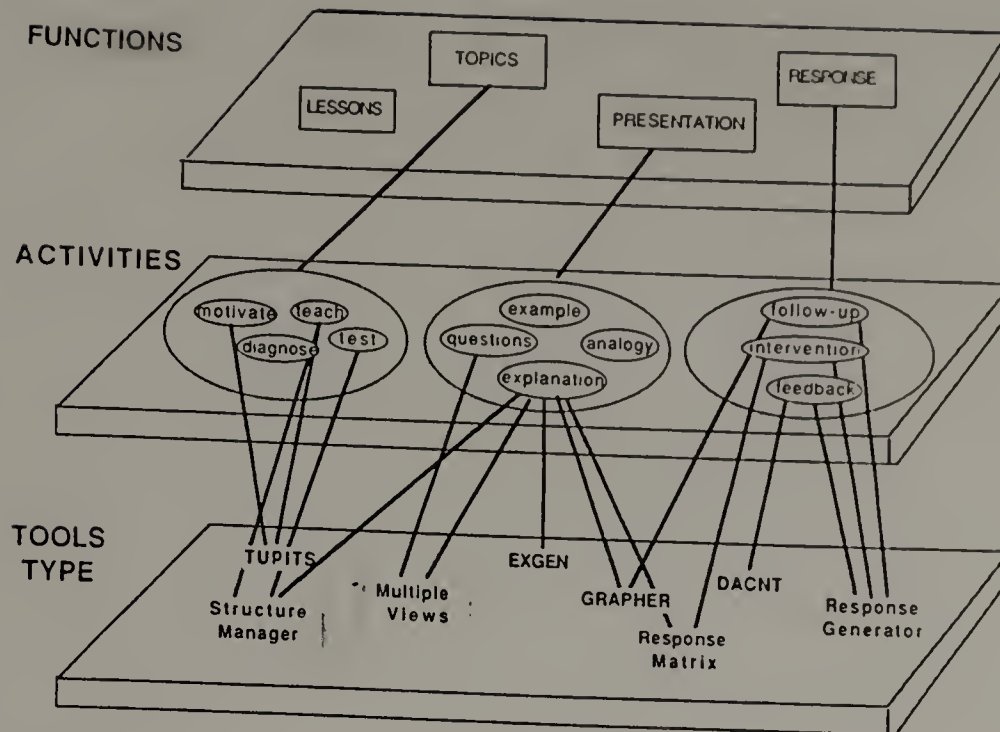 FUNCTIONS
TOPICS
RESPONSE
LESSONS
PRESENTATION
ACTIVITIES
motivate
teach
example
follow-up
diagnose
test
questions
analogy
intervention
explanation
feedback
TOOLS
TYPE
TUPITS
EXGEN
DACNT
Multiple
Views
GRAPHER
Structure
Manager
Response
Generator
Response
Matrix